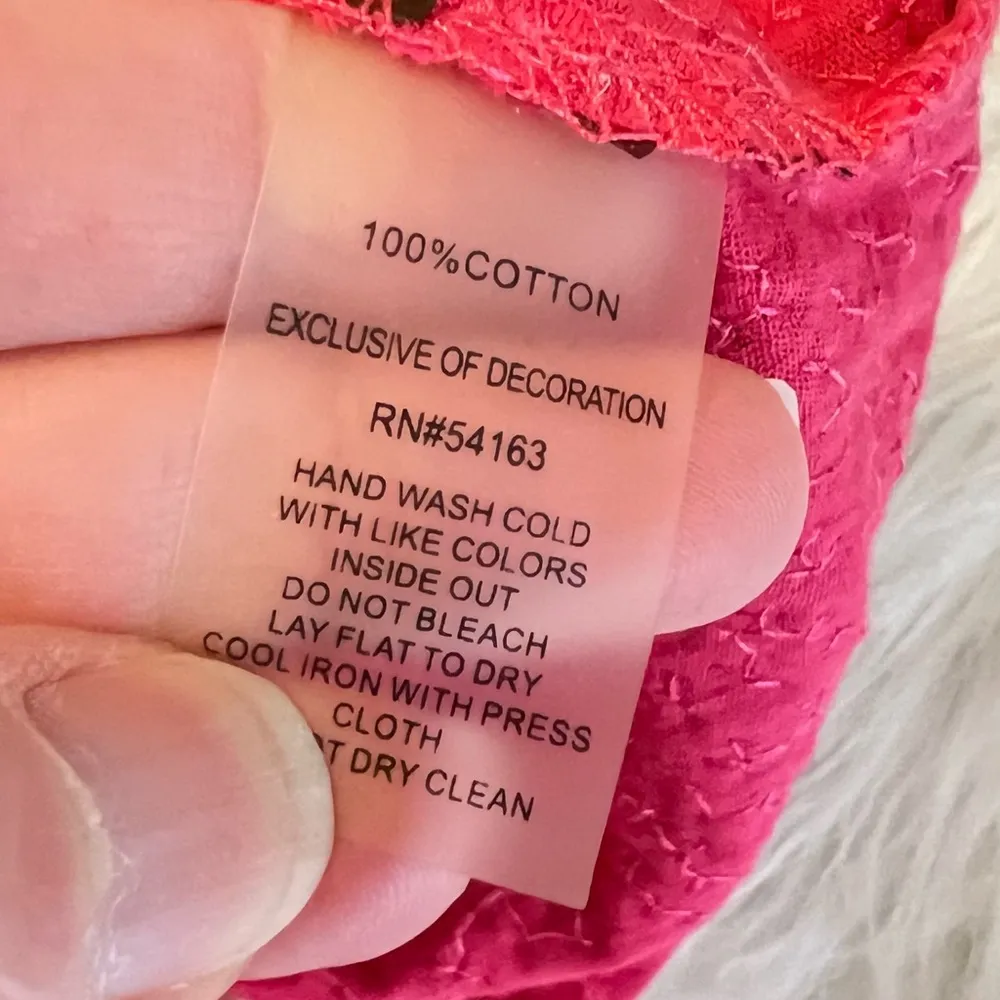 100%COTTON
EXCLUSIVE OF DECORATION
RN#54163
HAND WASH COLD
WITH LIKE COLORS
INSIDE OUT
DO NOT BLEACH
LAY FLAT TO DRY
COOL IRON WITH PRESS
CLOTH
DRY CLEAN